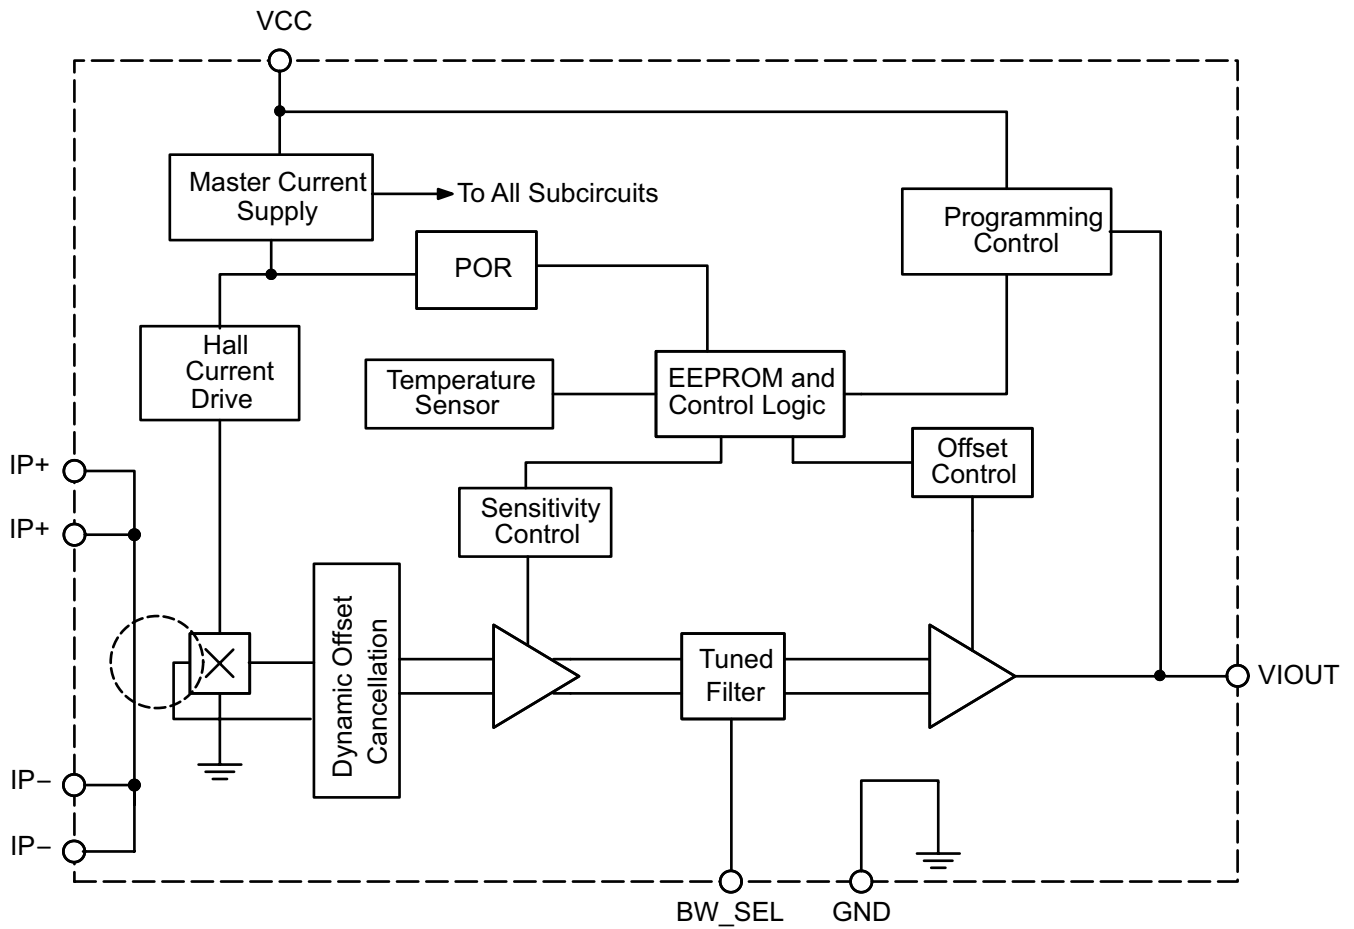 VCC
Master Current
Supply
To All Subcircuits
Programming
Control
POR
Hall
Current
Drive
Temperature
Sensor
EEPROM and
Control Logic
Offset
Control
Sensitivity
Control
IP+
IP+
Dynamic Offset
Cancellation
Tuned
Filter
VIOUT
IP−
IP−
BW_SEL
GND